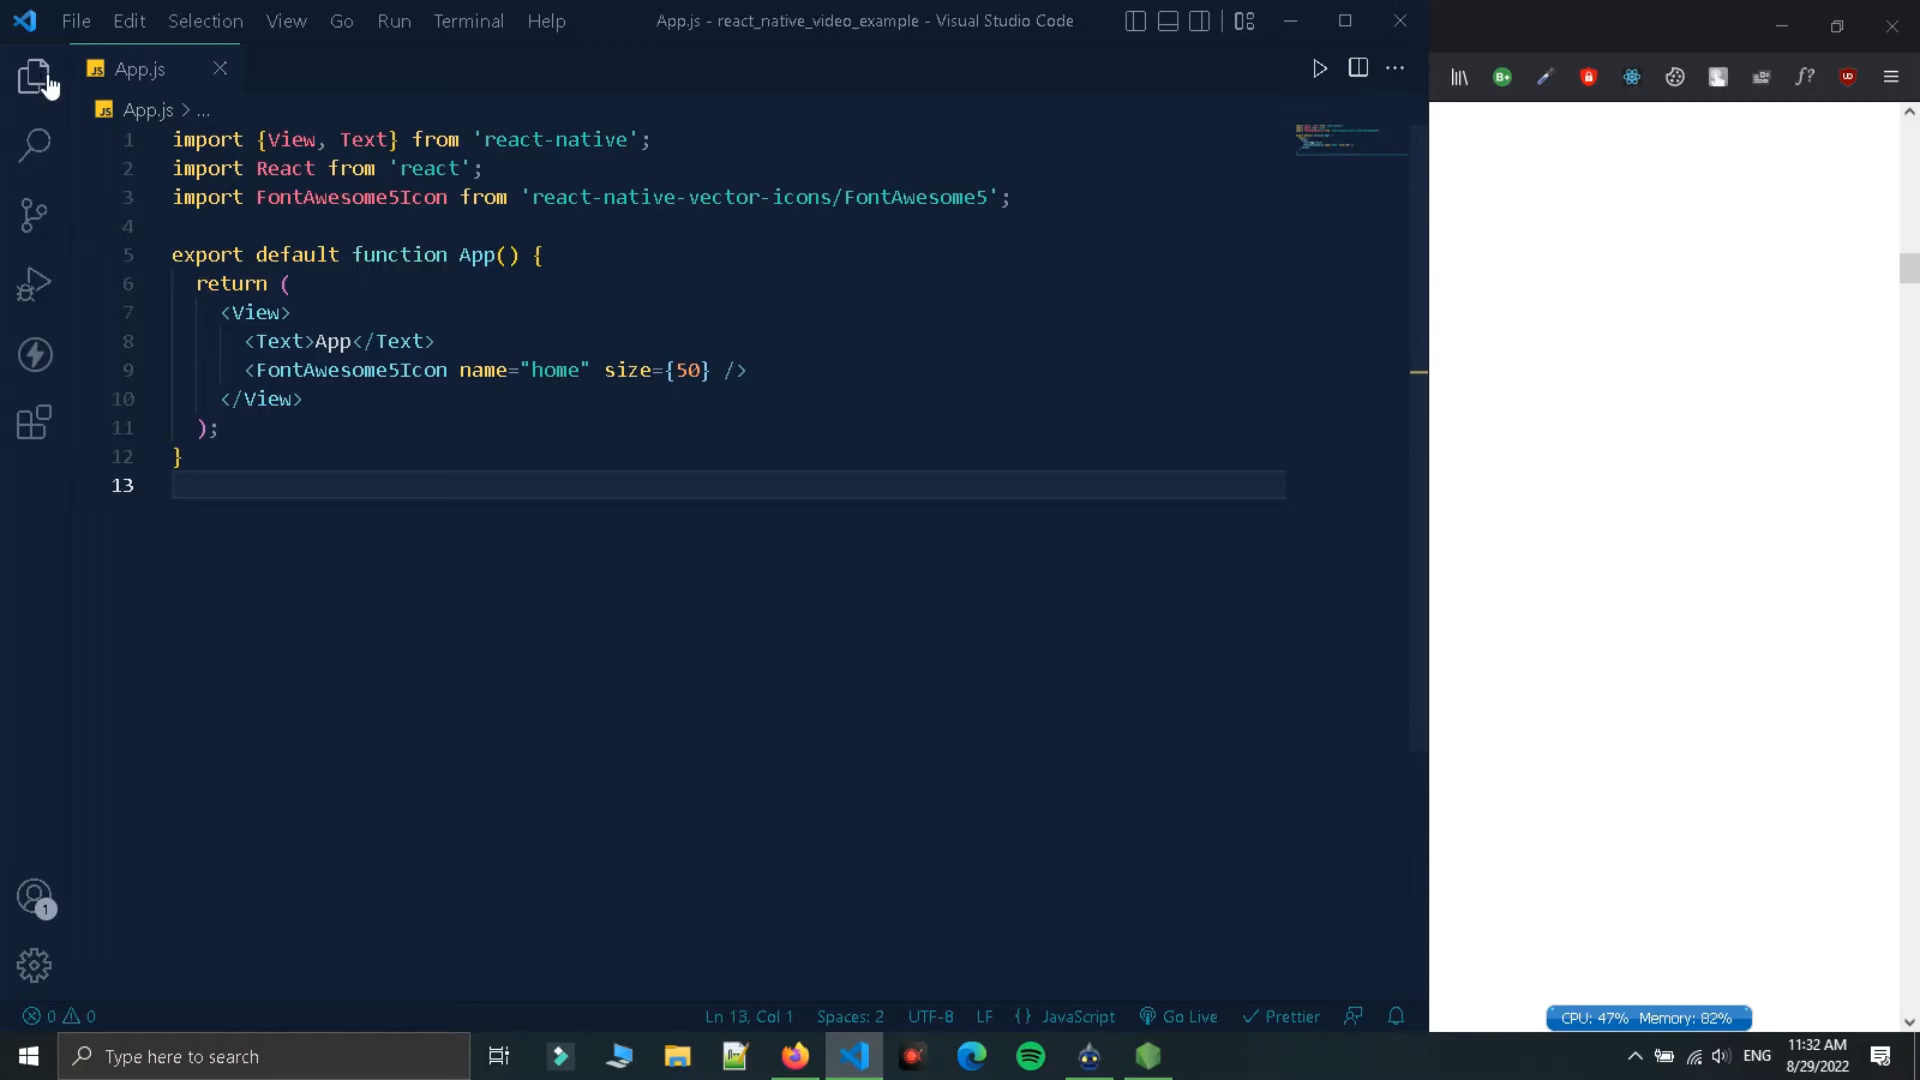 File Edit Selection View Go Run Terminal Help App.js - react_native_video_example - Visual Studio Code
JS App.js
JS App.js > ...
1 import {View, Text} from 'react-native';
2 import React from 'react';
3 import FontAwesome5Icon from 'react-native-vector-icons/FontAwesome5';
4
5 export default function App() {
6 return (
7 <View>
8 <Text>App</Text>
9 <FontAwesome5Icon name="home" size={50} />
10 </View>
11 );
12 }
13
1
0 0 Ln 13, Col 1 Spaces: 2 UTF-8 LF {} JavaScript Go Live Prettier
B+ f? UD
CPU: 47% Memory: 82%
Type here to search
ENG
11:32 AM
8/29/2022